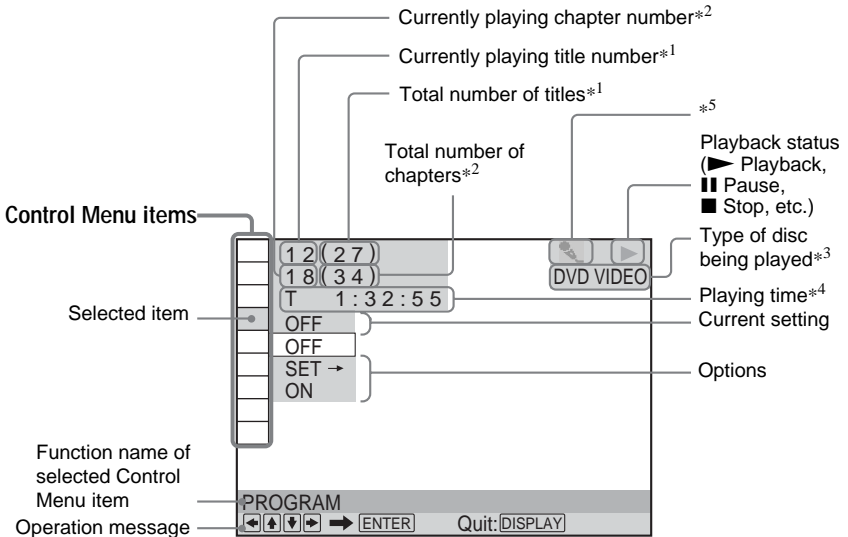 Currently playing chapter number*2
Currently playing title number*1
Total number of titles*1
*5
Total number of
chapters*2
Playback status
(► Playback,
❚❚ Pause,
■ Stop, etc.)
Control Menu items
12(27)
18(34)
T 1:32:55
DVD VIDEO
Type of disc
being played*3
Playing time*4
Selected item
OFF
Current setting
OFF
SET →
ON
Options
Function name of
selected Control
Menu item
PROGRAM
Operation message
←↑↓→ ➡ ENTER Quit: DISPLAY